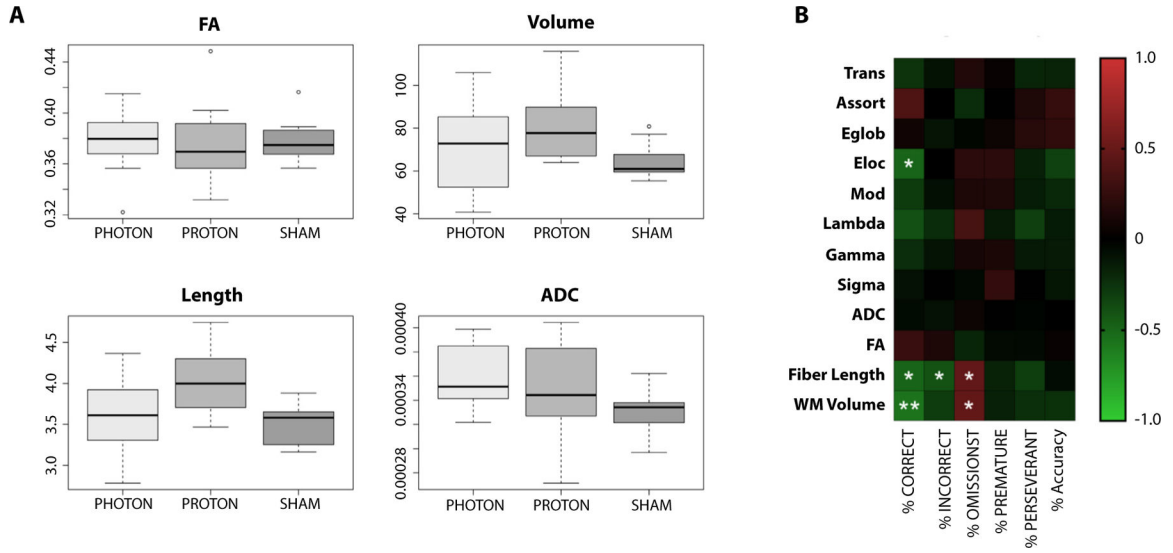 A
FA
0.44
0.40
0.36
0.32
PHOTON PROTON SHAM
Volume
100
80
60
40
PHOTON PROTON SHAM
Length
4.5
4.0
3.5
3.0
PHOTON PROTON SHAM
ADC
0.00040
0.00034
0.00028
PHOTON PROTON SHAM
B
Trans
Assort
Eglob
Eloc
Mod
Lambda
Gamma
Sigma
ADC
FA
Fiber Length
WM Volume
*
* * *
** *
% CORRECT
% INCORRECT
% OMISSIONST
% PREMATURE
% PERSEVERANT
% Accuracy
1.0
0.5
0
-0.5
-1.0